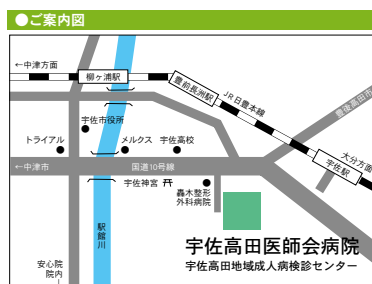 ●ご案内図
←中津方面
柳ヶ浦駅
豊前長洲駅
JR日豊本線
豊後高田市
宇佐市役所
トライアル
メルクス
宇佐高校
宇佐駅
大分方面
←中津市
国道10号線
宇佐神宮
轟木整形
外科病院
駅館川
宇佐高田医師会病院
宇佐高田地域成人病検診センター
安心院
院内